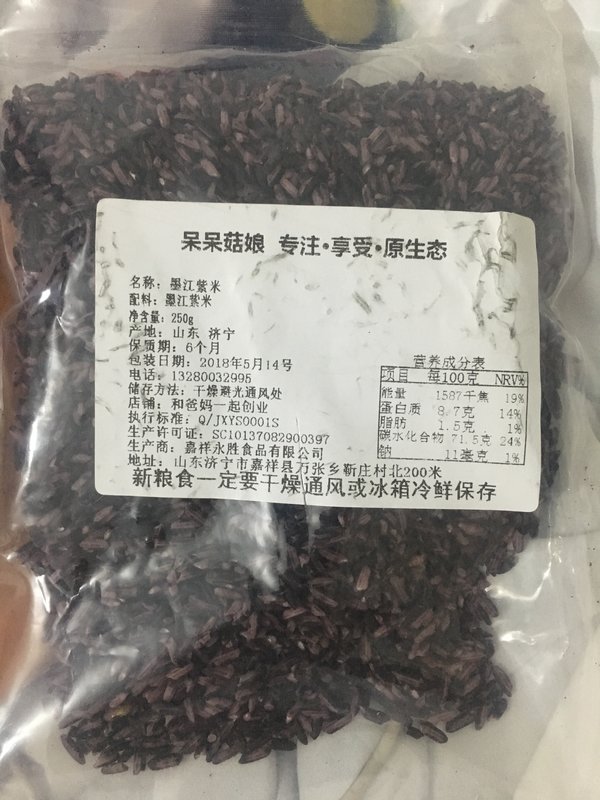 呆呆菇娘 专注·享受·原生态
名称：墨江紫米
配料：墨江紫米
净含量：250g
产地：山东 济宁
保质期：6个月
包装日期：2018年5月14号
电话：13280032995
储存方法：干燥避光通风处
店铺：和爸妈一起创业
执行标准：Q/JXYS0001S
生产许可证：SC10137082900397
生产商：嘉祥永胜食品有限公司
地址：山东济宁市嘉祥县万张乡靳庄村北200米
营养成分表
项目 每100克 NRV%
能量 1587千焦 19%
蛋白质 8.7克 14%
脂肪 1.5克 1%
碳水化合物 71.5克 24%
钠 11毫克 1%
新粮食一定要干燥通风或冰箱冷鲜保存